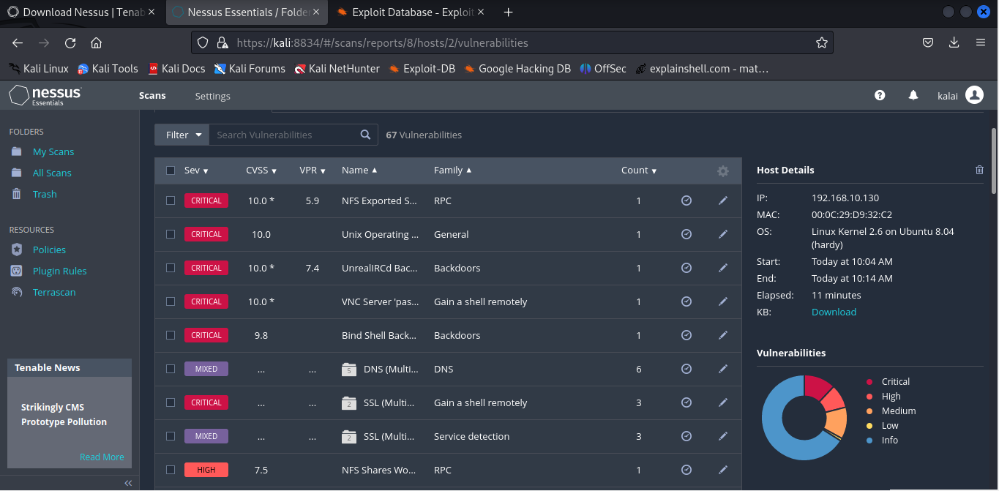 Download Nessus | Tenab
Nessus Essentials / Folde
Exploit Database - Exploit
https://kali:8834/#/scans/reports/8/hosts/2/vulnerabilities
Kali Linux Kali Tools Kali Docs Kali Forums Kali NetHunter Exploit-DB Google Hacking DB OffSec explainshell.com - mat…
nessus
Essentials
Scans Settings
kalai
FOLDERS
My Scans
All Scans
Trash
RESOURCES
Policies
Plugin Rules
Terrascan
Tenable News
Strikingly CMS
Prototype Pollution
Read More
Filter Search Vulnerabilities 67 Vulnerabilities
Sev CVSS VPR Name Family Count
CRITICAL 10.0 * 5.9 NFS Exported S... RPC 1
CRITICAL 10.0 Unix Operating ... General 1
CRITICAL 10.0 * 7.4 UnrealIRCd Bac... Backdoors 1
CRITICAL 10.0 * VNC Server 'pas... Gain a shell remotely 1
CRITICAL 9.8 Bind Shell Back... Backdoors 1
MIXED ... ... 5 DNS (Multi... DNS 6
CRITICAL ... ... 2 SSL (Multi... Gain a shell remotely 3
MIXED ... ... 2 SSL (Multi... Service detection 3
HIGH 7.5 NFS Shares Wo... RPC 1
Host Details
IP: 192.168.10.130
MAC: 00:0C:29:D9:32:C2
OS: Linux Kernel 2.6 on Ubuntu 8.04
(hardy)
Start: Today at 10:04 AM
End: Today at 10:14 AM
Elapsed: 11 minutes
KB: Download
Vulnerabilities
Critical
High
Medium
Low
Info